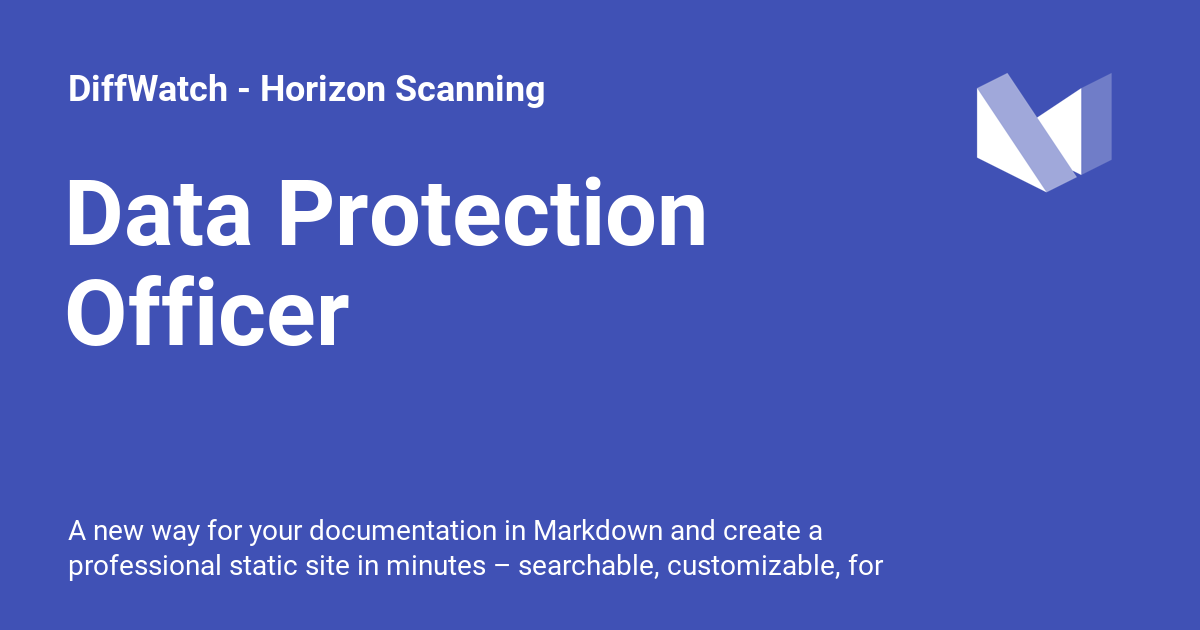 DiffWatch - Horizon Scanning
Data Protection
Officer
A new way for your documentation in Markdown and create a
professional static site in minutes – searchable, customizable, for